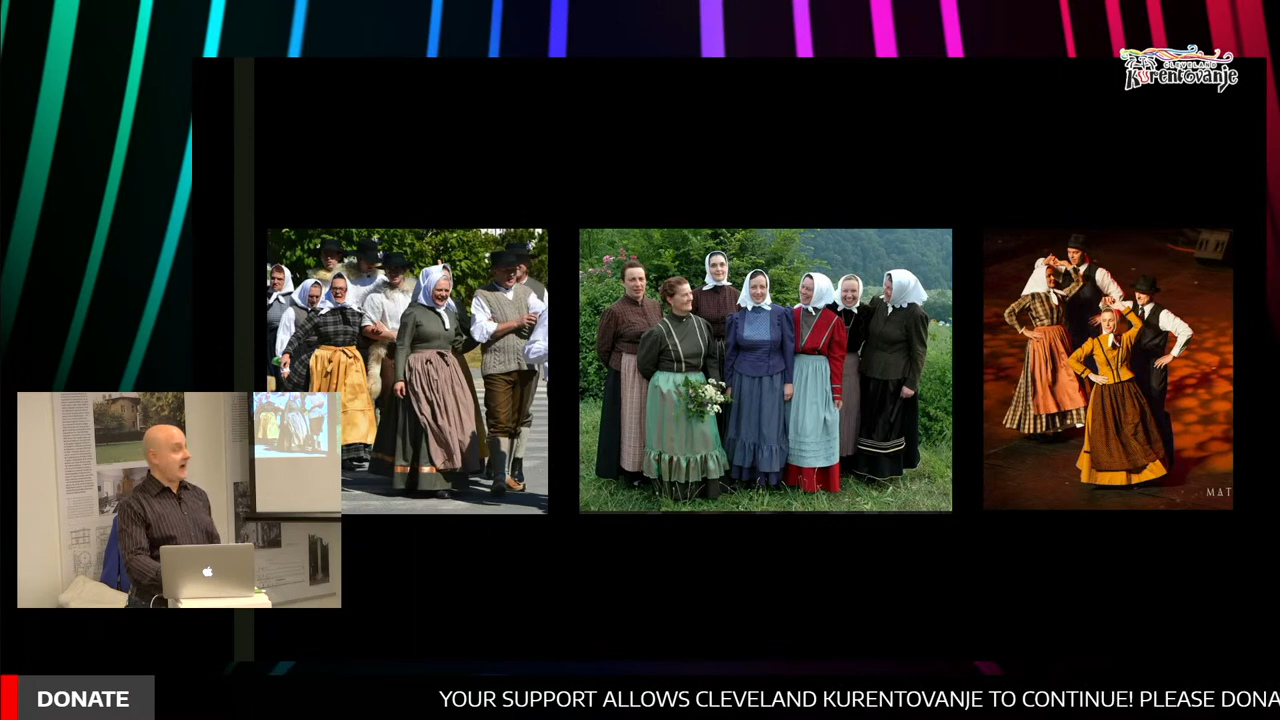 CLEVELAND
Kurentovanje
MAT
DONATE
YOUR SUPPORT ALLOWS CLEVELAND KURENTOVANJE TO CONTINUE! PLEASE DONA